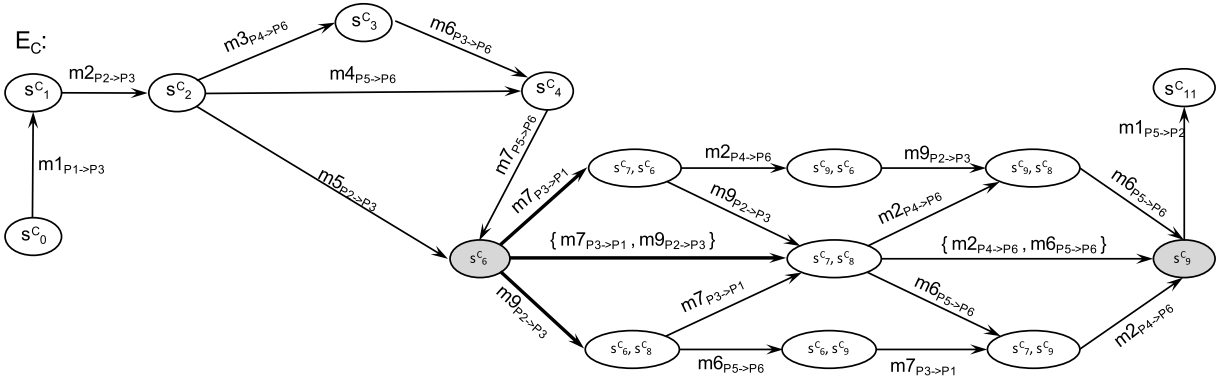 E_C:
s^C_3
m3_P4->P6
m6_P3->P6
m2_P2->P3
m4_P5->P6
s^C_1
s^C_2
s^C_4
s^C_11
m1_P1->P3
m7_P5->P6
m1_P5->P2
m5_P2->P3
s^C_0
m7_P3->P1
s^C_7, s^C_6
m2_P4->P6
s^C_9, s^C_6
m9_P2->P3
s^C_9, s^C_8
m9_P2->P3
m2_P4->P6
m6_P5->P6
s^C_6
{ m7_P3->P1 , m9_P2->P3 }
s^C_7, s^C_8
{ m2_P4->P6 , m6_P5->P6 }
s^C_9
m9_P2->P3
m7_P3->P1
m6_P5->P6
m2_P4->P6
s^C_6, s^C_8
m6_P5->P6
s^C_6, s^C_9
m7_P3->P1
s^C_7, s^C_9